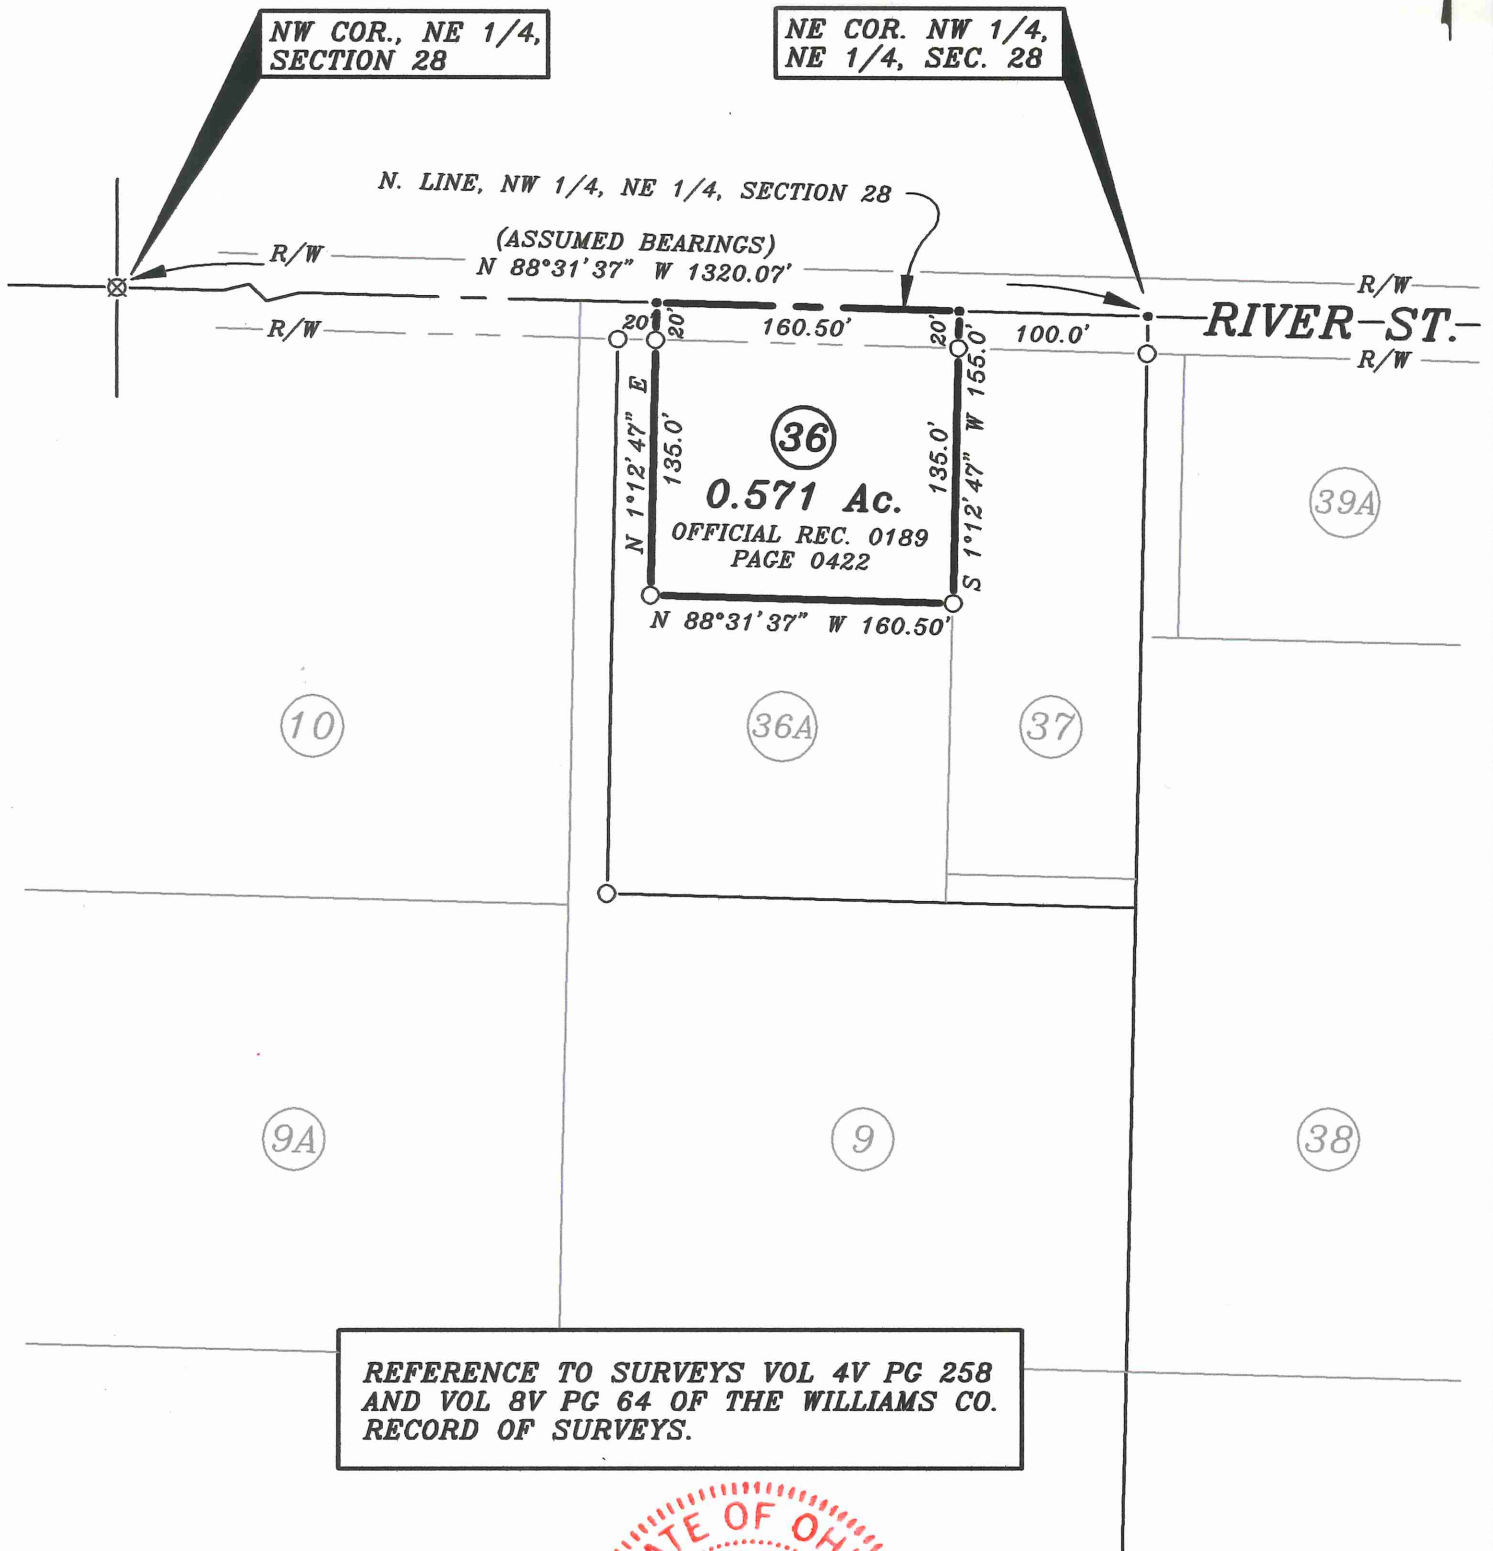 NW COR., NE 1/4,
SECTION 28
NE COR. NW 1/4,
NE 1/4, SEC. 28
N. LINE, NW 1/4, NE 1/4, SECTION 28
(ASSUMED BEARINGS)
N 88°31'37" W 1320.07'
R/W
R/W
R/W
RIVER ST.
R/W
20'
20'
160.50'
20'
100.0'
N 1°12'47" E
135.0'
135.0'
S 1°12'47" W 155.0'
36
0.571 Ac.
OFFICIAL REC. 0189
PAGE 0422
N 88°31'37" W 160.50'
39A
10
36A
37
9A
9
38
REFERENCE TO SURVEYS VOL 4V PG 258
AND VOL 8V PG 64 OF THE WILLIAMS CO.
RECORD OF SURVEYS.
ATE OF OH